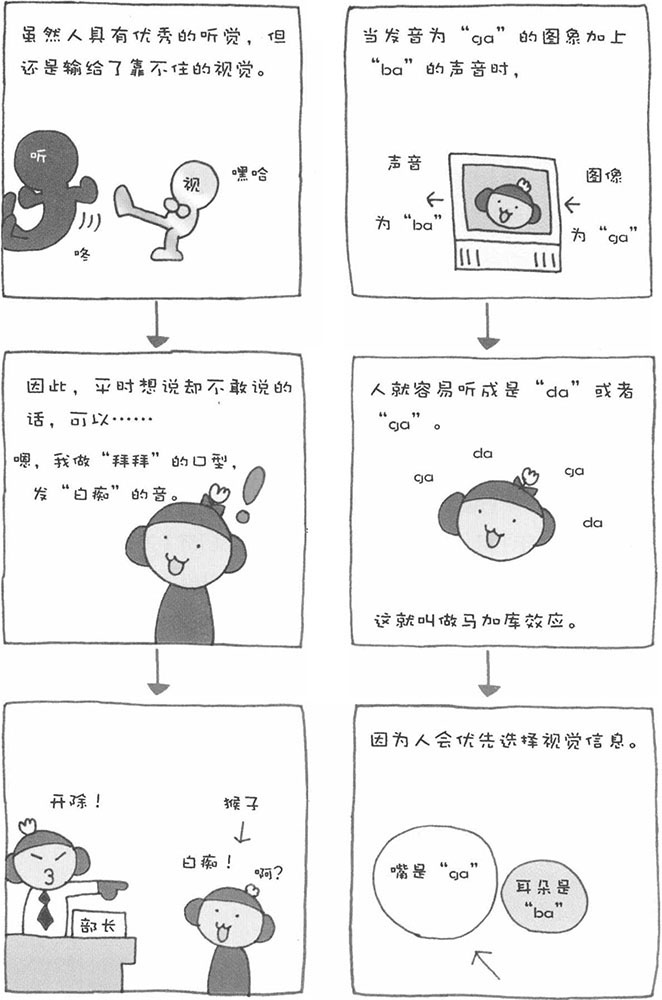 虽然人具有优秀的听觉，但
还是输给了靠不住的视觉。
听
视
嘿哈
咚
因此，平时想说却不敢说的
话，可以……
嗯，我做“拜拜”的口型，
发“白痴”的音。
开除！
部长
猴子
白痴！
啊？
当发音为“ga”的图象加上
“ba”的声音时，
声音
为“ba”
图像
为“ga”
人就容易听成是“da”或者
“ga”。
da
ga
ga
da
这就叫做马加库效应。
因为人会优先选择视觉信息。
嘴是“ga”
耳朵是
“ba”